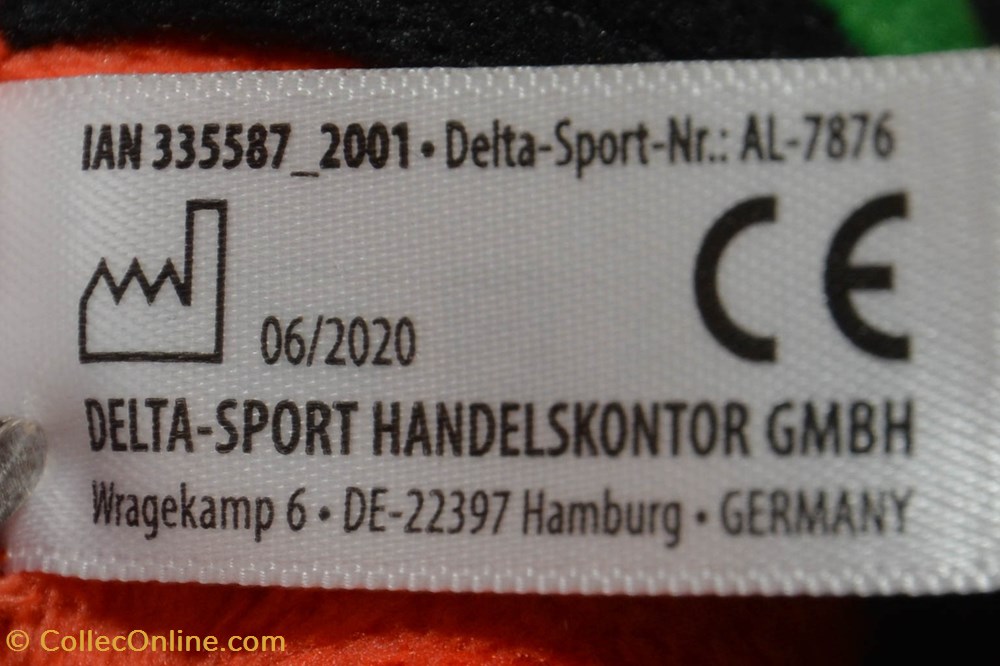 IAN 335587_2001 • Delta-Sport-Nr.: AL-7876
CE
06/2020
DELTA-SPORT HANDELSKONTOR GMBH
Wragekamp 6 • DE-22397 Hamburg • GERMANY
© CollecOnline.com